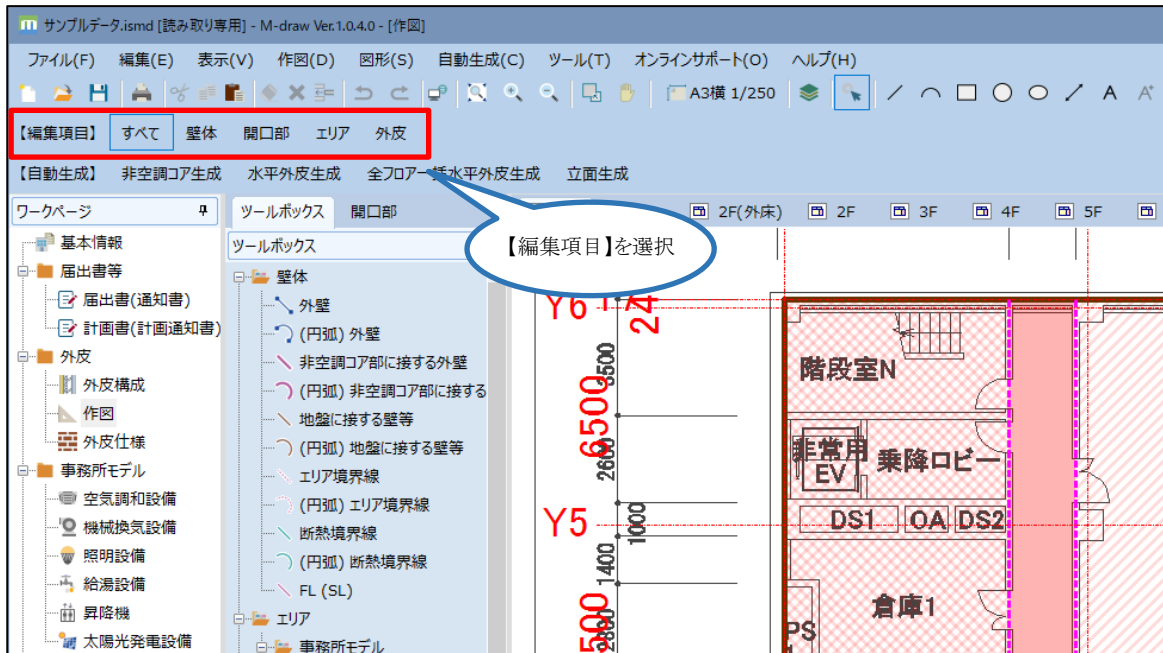 サンプルデータ.ismd [読み取り専用] - M-draw Ver.1.0.4.0 - [作図]
ファイル(F) 編集(E) 表示(V) 作図(D) 図形(S) 自動生成(C) ツール(T) オンラインサポート(O) ヘルプ(H)
A3横 1/250 A A
【編集項目】 すべて 壁体 開口部 エリア 外皮
【自動生成】 非空調コア生成 水平外皮生成 全フロア一括水平外皮生成 立面生成
ワークページ
基本情報
届出書等
届出書(通知書)
計画書(計画通知書)
外皮
外皮構成
作図
外皮仕様
事務所モデル
空気調和設備
機械換気設備
照明設備
給湯設備
昇降機
太陽光発電設備
ツールボックス 開口部
ツールボックス
壁体
外壁
(円弧) 外壁
非空調コア部に接する外壁
(円弧) 非空調コア部に接する
地盤に接する壁等
(円弧) 地盤に接する壁等
エリア境界線
(円弧) エリア境界線
断熱境界線
(円弧) 断熱境界線
FL (SL)
エリア
事務所モデル
【編集項目】を選択
2F(外床) 2F 3F 4F 5F
Y6
24
3500
6500
2600
Y5
1000
1400
500
2800
階段室N
非常用
EV
乗降ロビー
DS1 OA DS2
倉庫1
PS